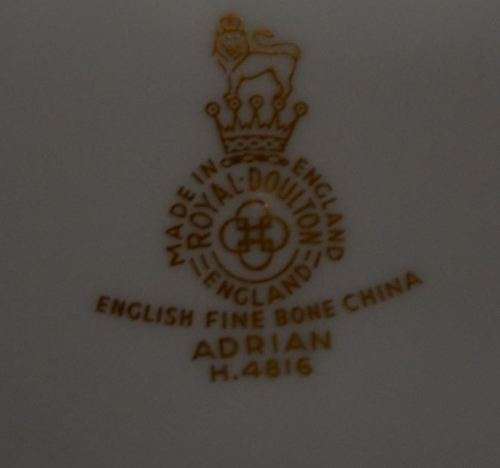 MADE IN ENGLAND
ROYAL-DOULTON
ENGLAND
ENGLISH FINE BONE CHINA
ADRIAN
H.4816